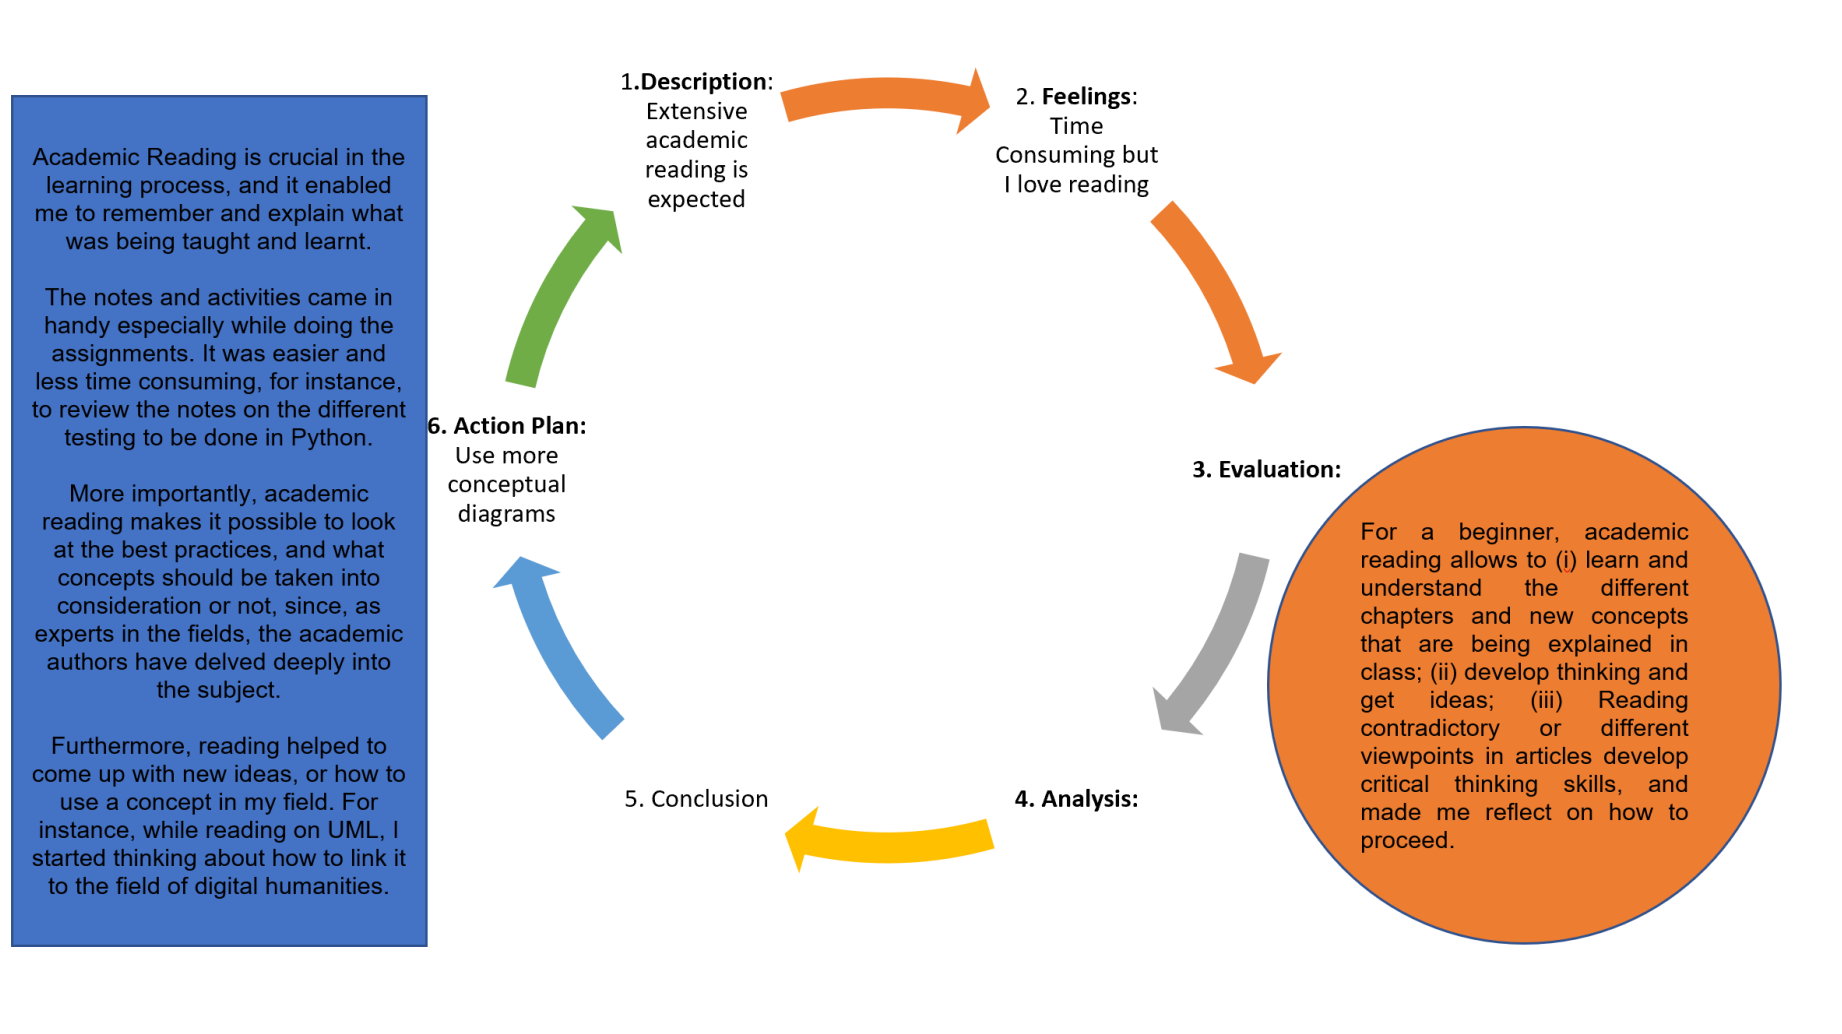 1.Description:
Extensive
academic
reading is
expected
2. Feelings:
Time
Consuming but
I love reading
3. Evaluation:
For a beginner, academic
reading allows to (i) learn and
understand the different
chapters and new concepts
that are being explained in
class; (ii) develop thinking and
get ideas; (iii) Reading
contradictory or different
viewpoints in articles develop
critical thinking skills, and
made me reflect on how to
proceed.
4. Analysis:
5. Conclusion
6. Action Plan:
Use more
conceptual
diagrams
Academic Reading is crucial in the
learning process, and it enabled
me to remember and explain what
was being taught and learnt.
The notes and activities came in
handy especially while doing the
assignments. It was easier and
less time consuming, for instance,
to review the notes on the different
testing to be done in Python.
More importantly, academic
reading makes it possible to look
at the best practices, and what
concepts should be taken into
consideration or not, since, as
experts in the fields, the academic
authors have delved deeply into
the subject.
Furthermore, reading helped to
come up with new ideas, or how to
use a concept in my field. For
instance, while reading on UML, I
started thinking about how to link it
to the field of digital humanities.